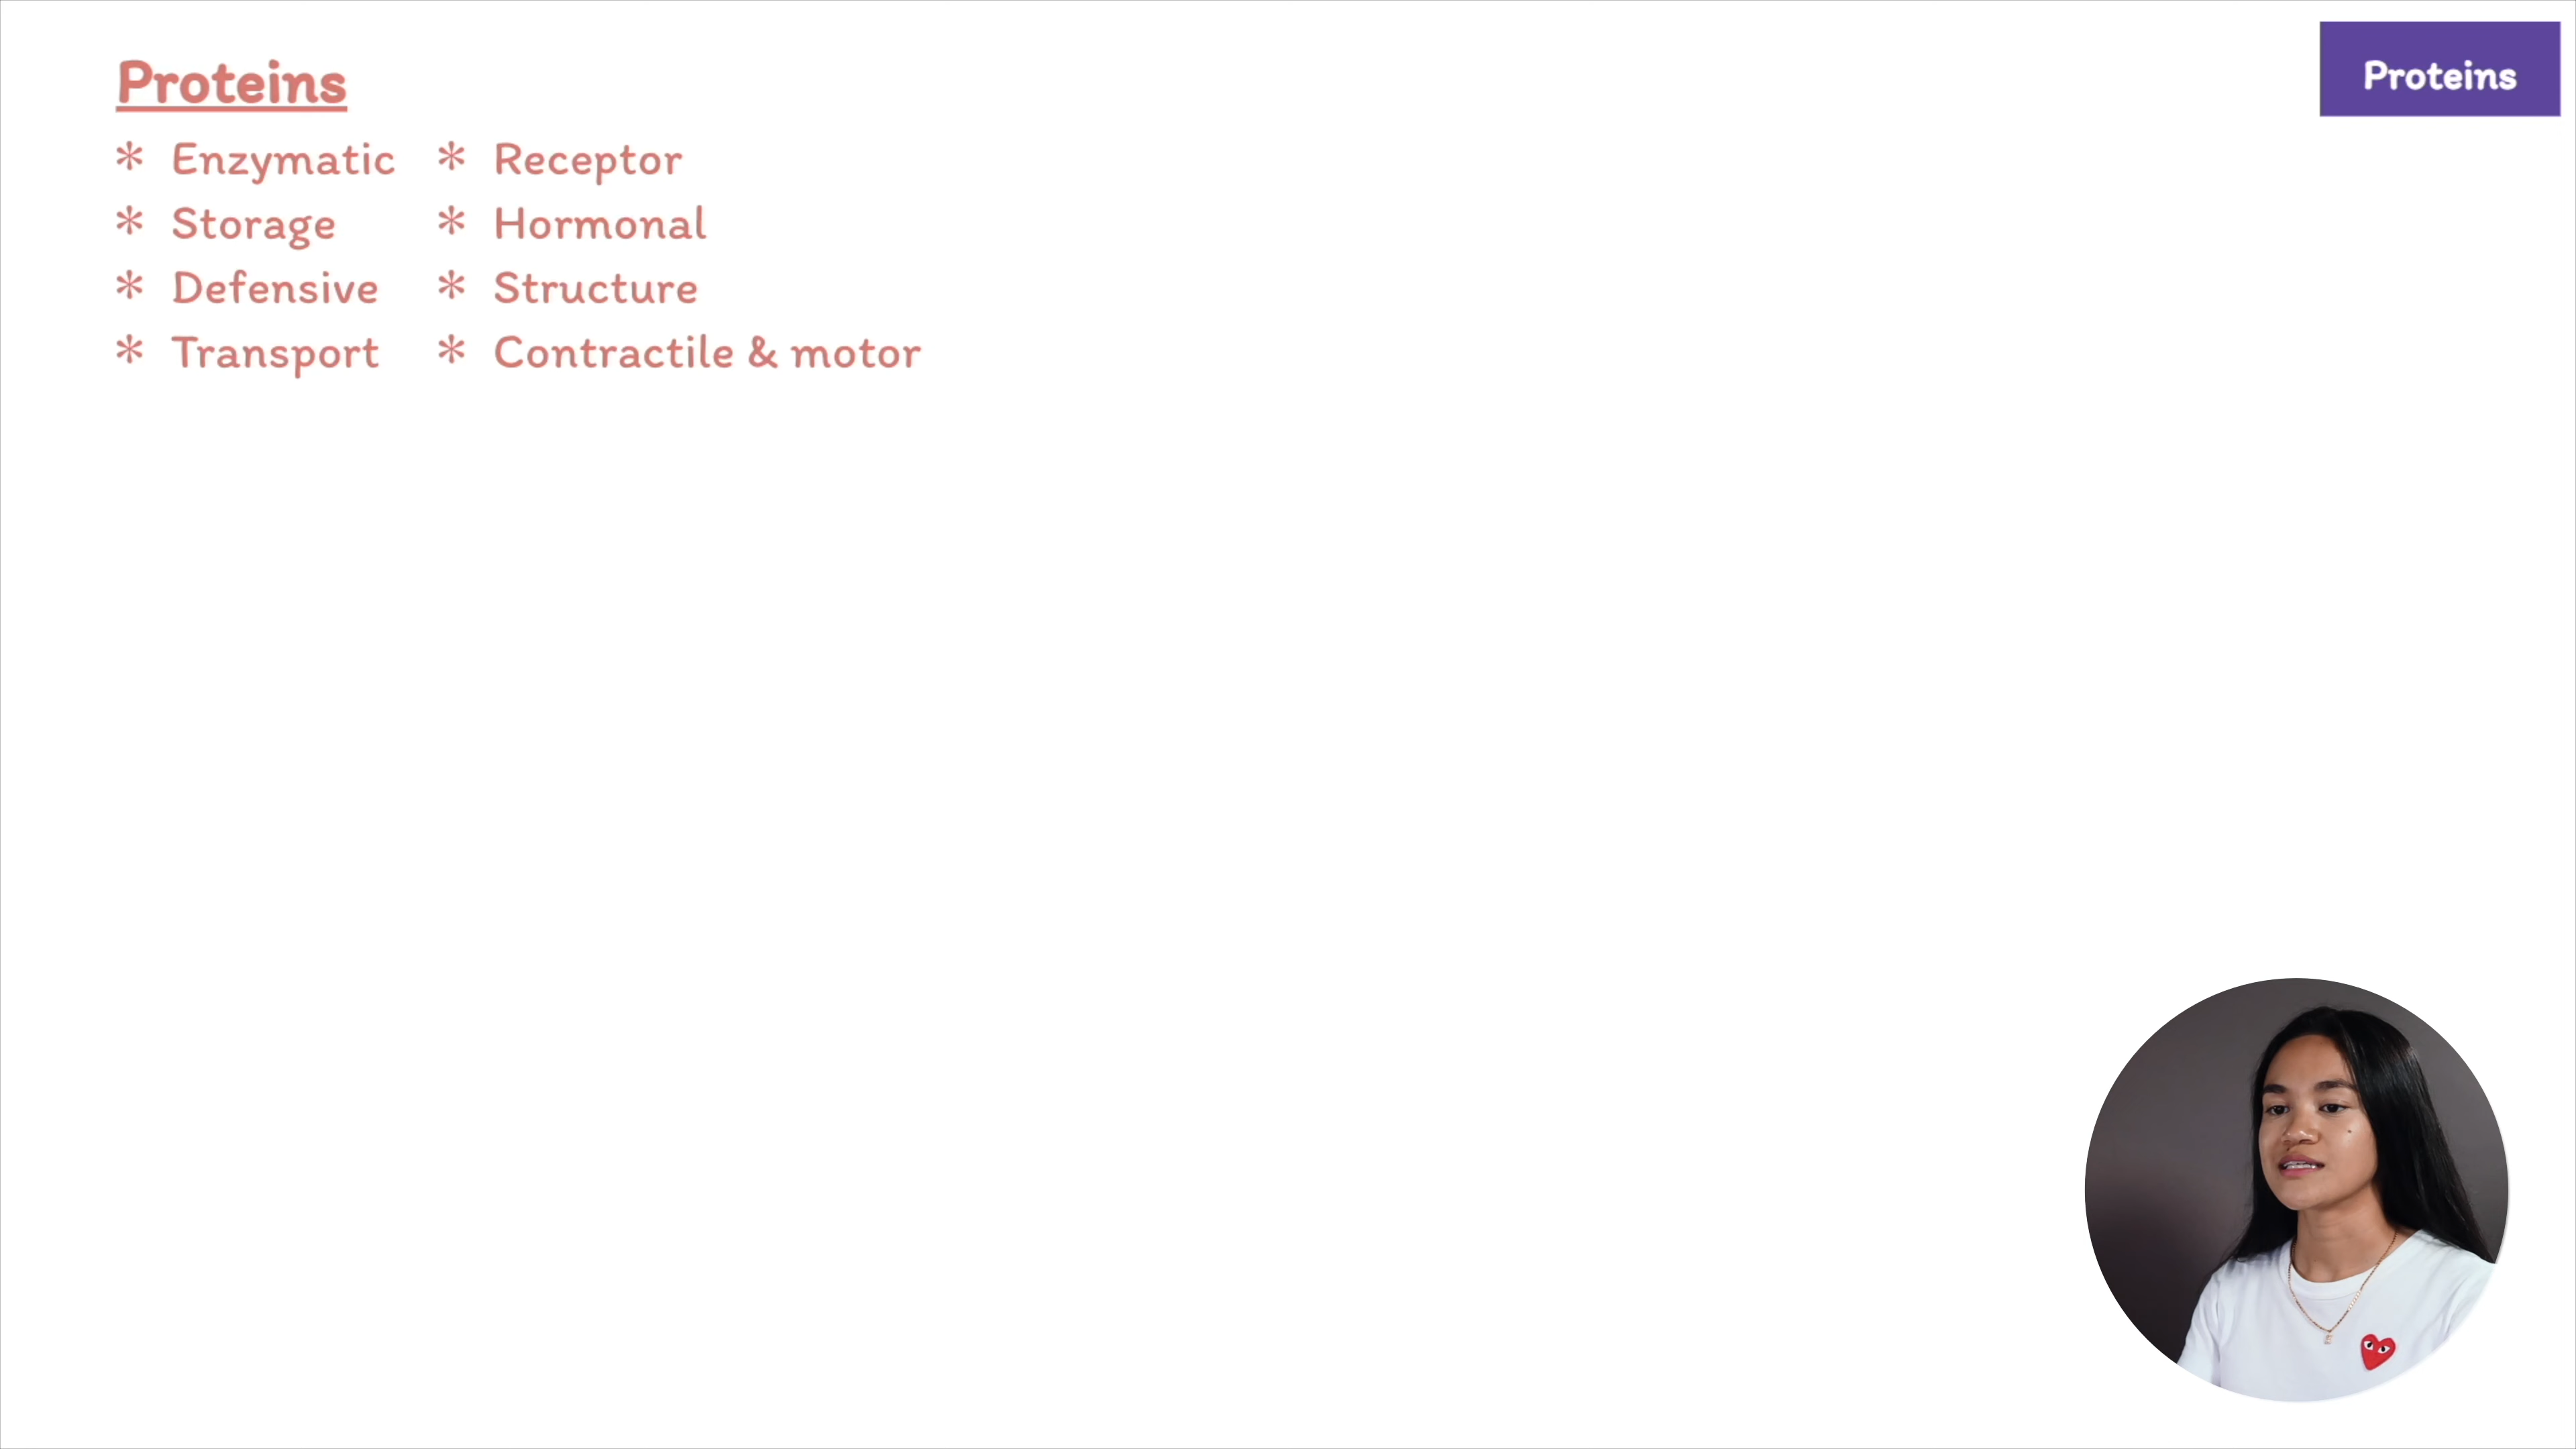 Proteins
Proteins
* Enzymatic
* Storage
* Defensive
* Transport
* Receptor
* Hormonal
* Structure
* Contractile & motor